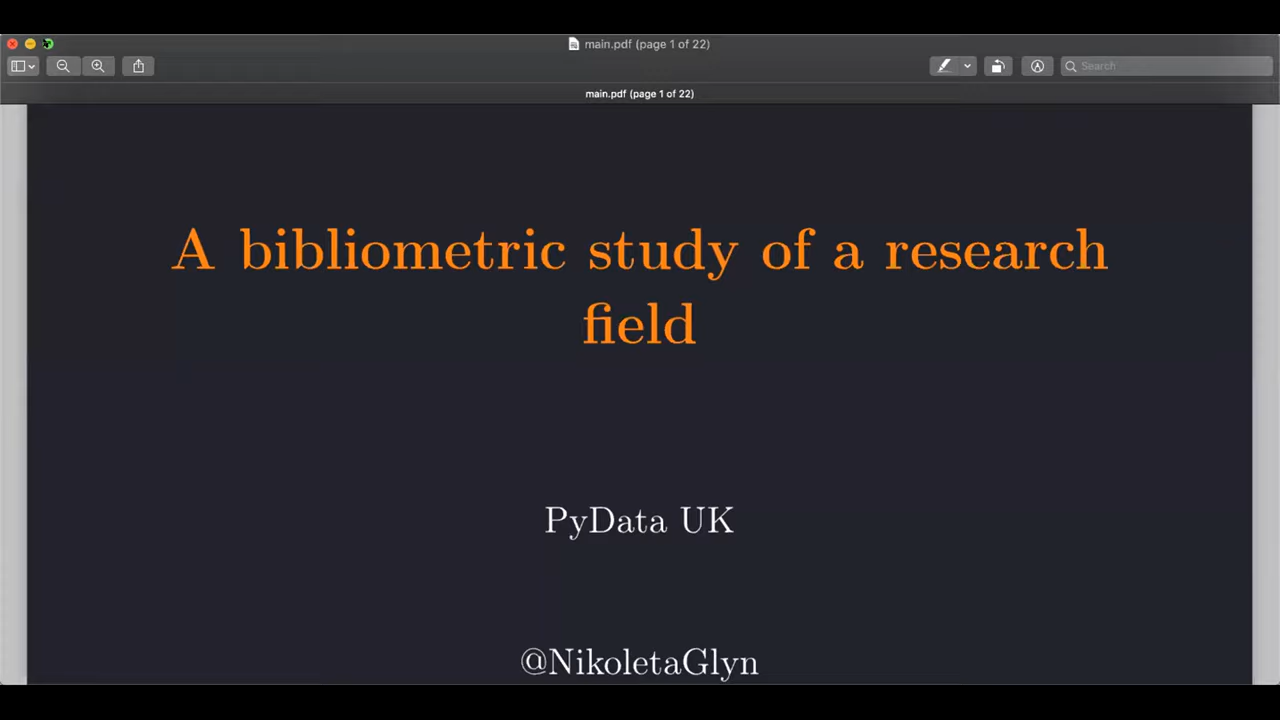 main.pdf (page 1 of 22)
Search
main.pdf (page 1 of 22)
A bibliometric study of a research
field
PyData UK
@NikoletaGlyn